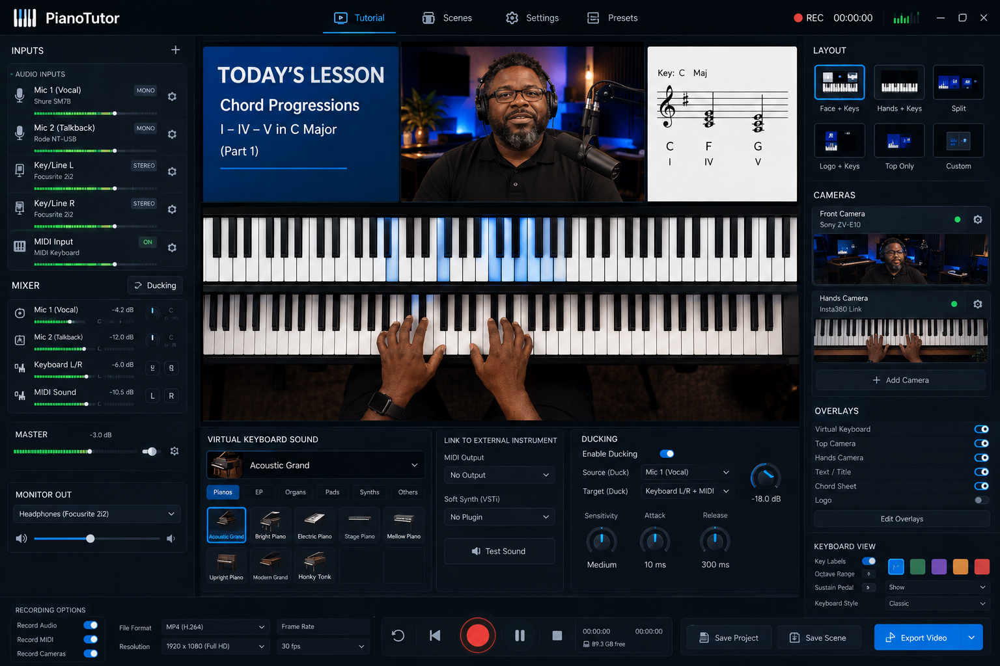 PianoTutor
Tutorial
Scenes
Settings
Presets
REC 00:00:00
INPUTS
AUDIO INPUTS
Mic 1 (Vocal)
MONO
Shure SM7B
Mic 2 (Talkback)
MONO
Rode NT-USB
Key/Line L
STEREO
Focusrite 2i2
Key/Line R
STEREO
Focusrite 2i2
MIDI Input
ON
MIDI Keyboard
MIXER
Ducking
Mic 1 (Vocal)
-4.2 dB
C
Mic 2 (Talkback)
-12.0 dB
C
Keyboard L/R
-6.0 dB
MIDI Sound
-10.5 dB
L
R
MASTER
-3.0 dB
MONITOR OUT
Headphones (Focusrite 2i2)
TODAY'S LESSON
Chord Progressions
I – IV – V in C Major
(Part 1)
Key: C Maj
C F G
I IV V
VIRTUAL KEYBOARD SOUND
Acoustic Grand
Pianos
EP
Organs
Pads
Synths
Others
Acoustic Grand
Bright Piano
Electric Piano
Stage Piano
Mellow Piano
Upright Piano
Modern Grand
Honky Tonk
LINK TO EXTERNAL INSTRUMENT
MIDI Output
No Output
Soft Synth (VSTi)
No Plugin
Test Sound
DUCKING
Enable Ducking
Source (Duck)
Mic 1 (Vocal)
Target (Duck)
Keyboard L/R + MIDI
-18.0 dB
Sensitivity
Attack
Release
Medium
10 ms
300 ms
LAYOUT
Face + Keys
Hands + Keys
Split
Logo + Keys
Top Only
Custom
CAMERAS
Front Camera
Sony ZV-E10
Hands Camera
Insta360 Link
Add Camera
OVERLAYS
Virtual Keyboard
Top Camera
Hands Camera
Text / Title
Chord Sheet
Logo
Edit Overlays
KEYBOARD VIEW
Key Labels
Octave Range
Sustain Pedal
Show
Keyboard Style
Classic
RECORDING OPTIONS
Record Audio
Record MIDI
Record Cameras
File Format
MP4 (H.264)
Frame Rate
Resolution
1920 x 1080 (Full HD)
30 fps
00:00:00
00:00:00
89.3 GB free
Save Project
Save Scene
Export Video